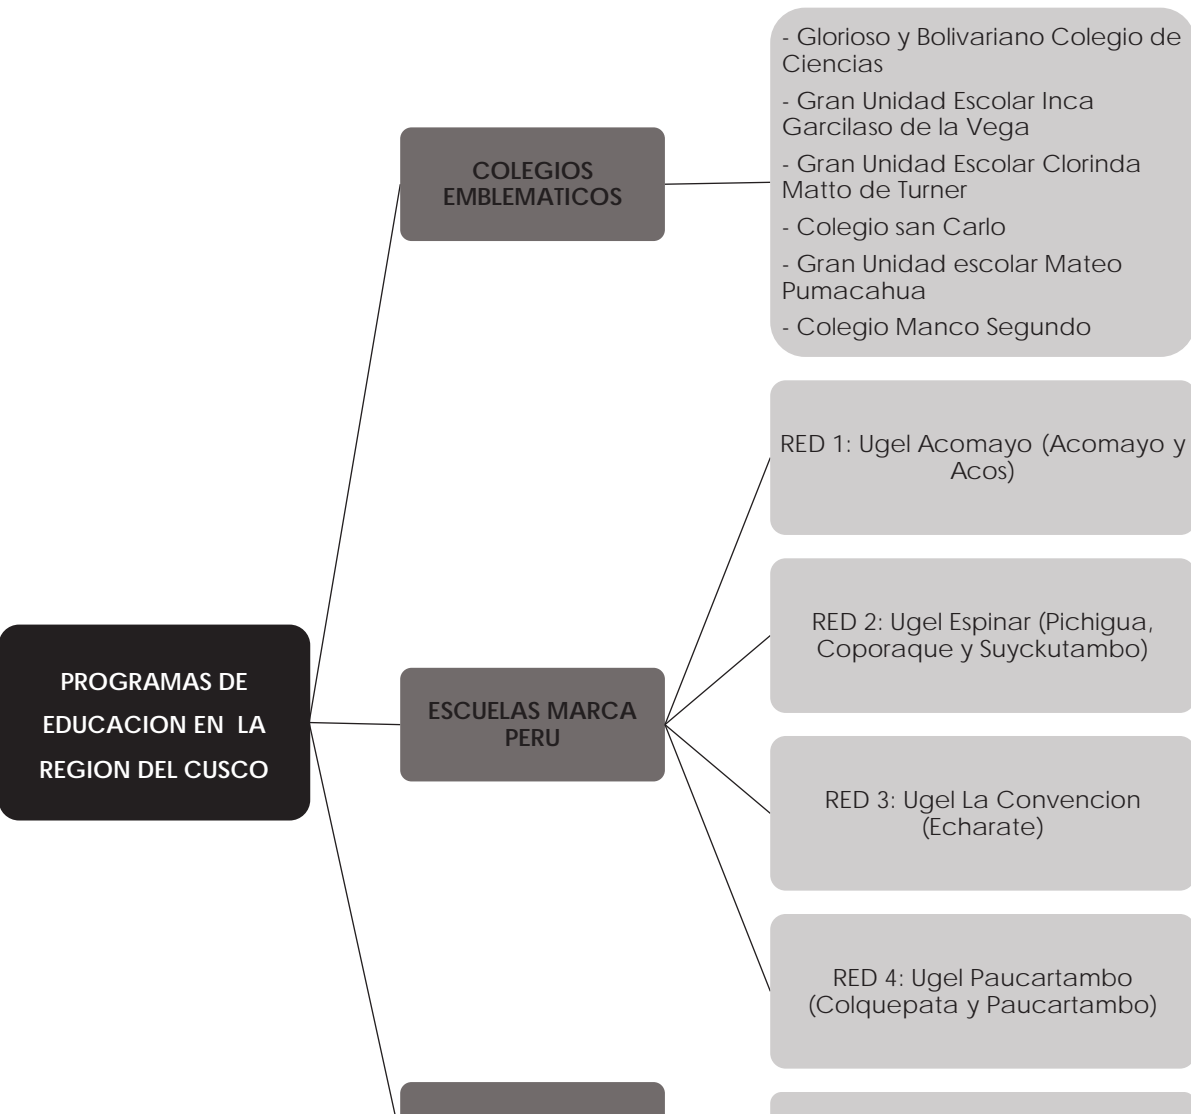 PROGRAMAS DE
EDUCACION EN LA
REGION DEL CUSCO
COLEGIOS
EMBLEMATICOS
- Glorioso y Bolivariano Colegio de
Ciencias
- Gran Unidad Escolar Inca
Garcilaso de la Vega
- Gran Unidad Escolar Clorinda
Matto de Turner
- Colegio san Carlo
- Gran Unidad escolar Mateo
Pumacahua
- Colegio Manco Segundo
ESCUELAS MARCA
PERU
RED 1: Ugel Acomayo (Acomayo y
Acos)
RED 2: Ugel Espinar (Pichigua,
Coporaque y Suyckutambo)
RED 3: Ugel La Convencion
(Echarate)
RED 4: Ugel Paucartambo
(Colquepata y Paucartambo)